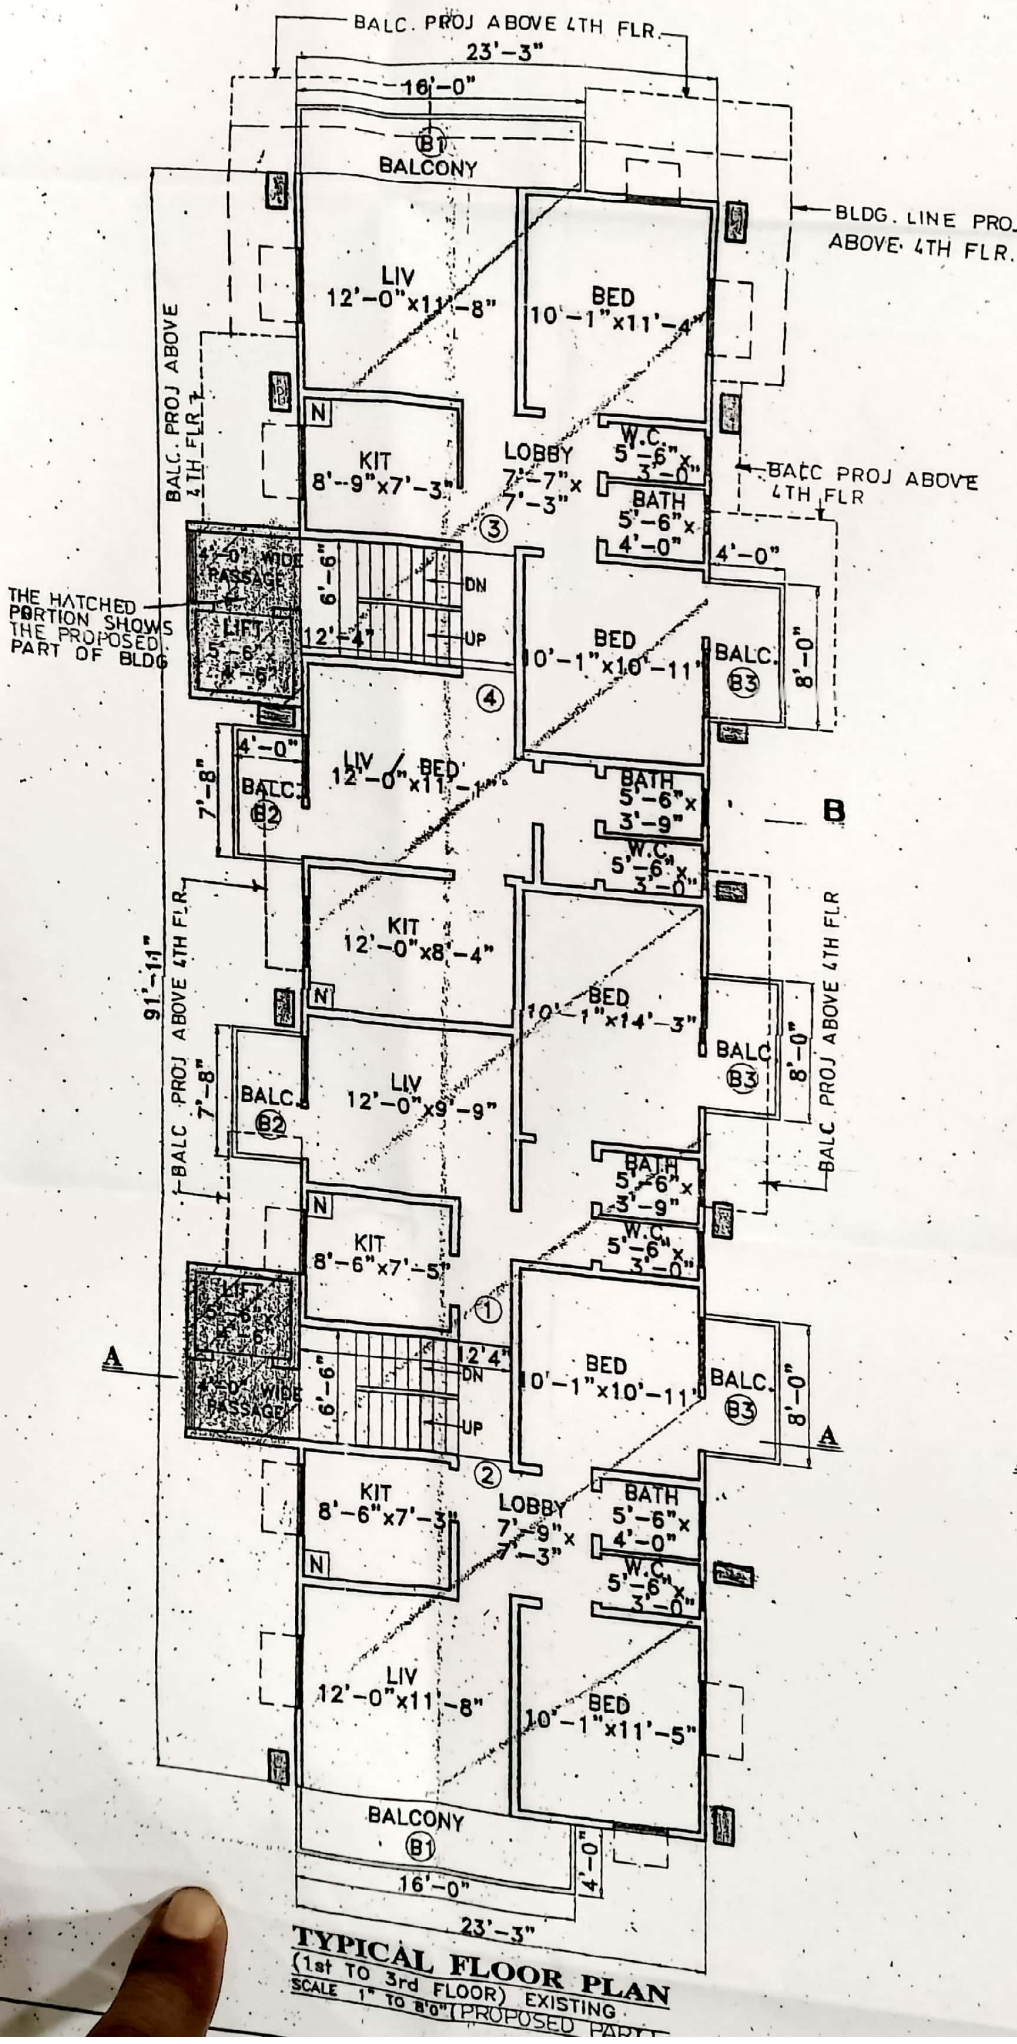 BALC. PROJ ABOVE 4TH FLR.
23'-3"
16'-0"
B1
BALCONY
BLDG. LINE PROJ
ABOVE 4TH FLR.
BALC. PROJ ABOVE
4TH FLR
LIV
12'-0"x11'-8"
BED
10'-1"x11'-4"
N
KIT
8'-9"x7'-3"
LOBBY
7'-7"x
7'-3"
W.C.
5'-6"x
3'-0"
BATH
5'-6"x
4'-0"
BALC PROJ ABOVE
4TH FLR
3
4'-0"
4'-0" WIDE
PASSAGE
6'-6"
DN
UP
12'-4"
THE HATCHED
PORTION SHOWS
THE PROPOSED
PART OF BLDG
LIFT
5'-6"x
BED
10'-1"x10'-11"
BALC.
B3
8'-0"
4
4'-0"
7'-8"
BALC.
B2
LIV / BED
12'-0"x11'-1"
BATH
5'-6"x
3'-9"
B
W.C.
5'-6"x
3'-0"
KIT
12'-0"x8'-4"
N
91'-11"
BALC PROJ ABOVE 4TH FLR.
BED
10'-1"x14'-3"
BALC
B3
8'-0"
BALC PROJ ABOVE 4TH FLR
7'-8"
BALC.
B2
LIV
12'-0"x9'-9"
BATH
5'-6"x
3'-9"
N
KIT
8'-6"x7'-5"
W.C.
5'-6"x
3'-0"
LIFT
5'-6"x
1
A
12'4"
6'-6"
DN
UP
4'-0" WIDE
PASSAGE
BED
10'-1"x10'-11"
BALC.
B3
8'-0"
A
2
KIT
8'-6"x7'-3"
N
LOBBY
7'-9"x
7'-3"
BATH
5'-6"x
4'-0"
W.C.
5'-6"x
3'-0"
LIV
12'-0"x11'-8"
BED
10'-1"x11'-5"
BALCONY
B1
4'-0"
16'-0"
23'-3"
TYPICAL FLOOR PLAN
(1st TO 3rd FLOOR) EXISTING
SCALE 1" TO 8'0" (PROPOSED PART